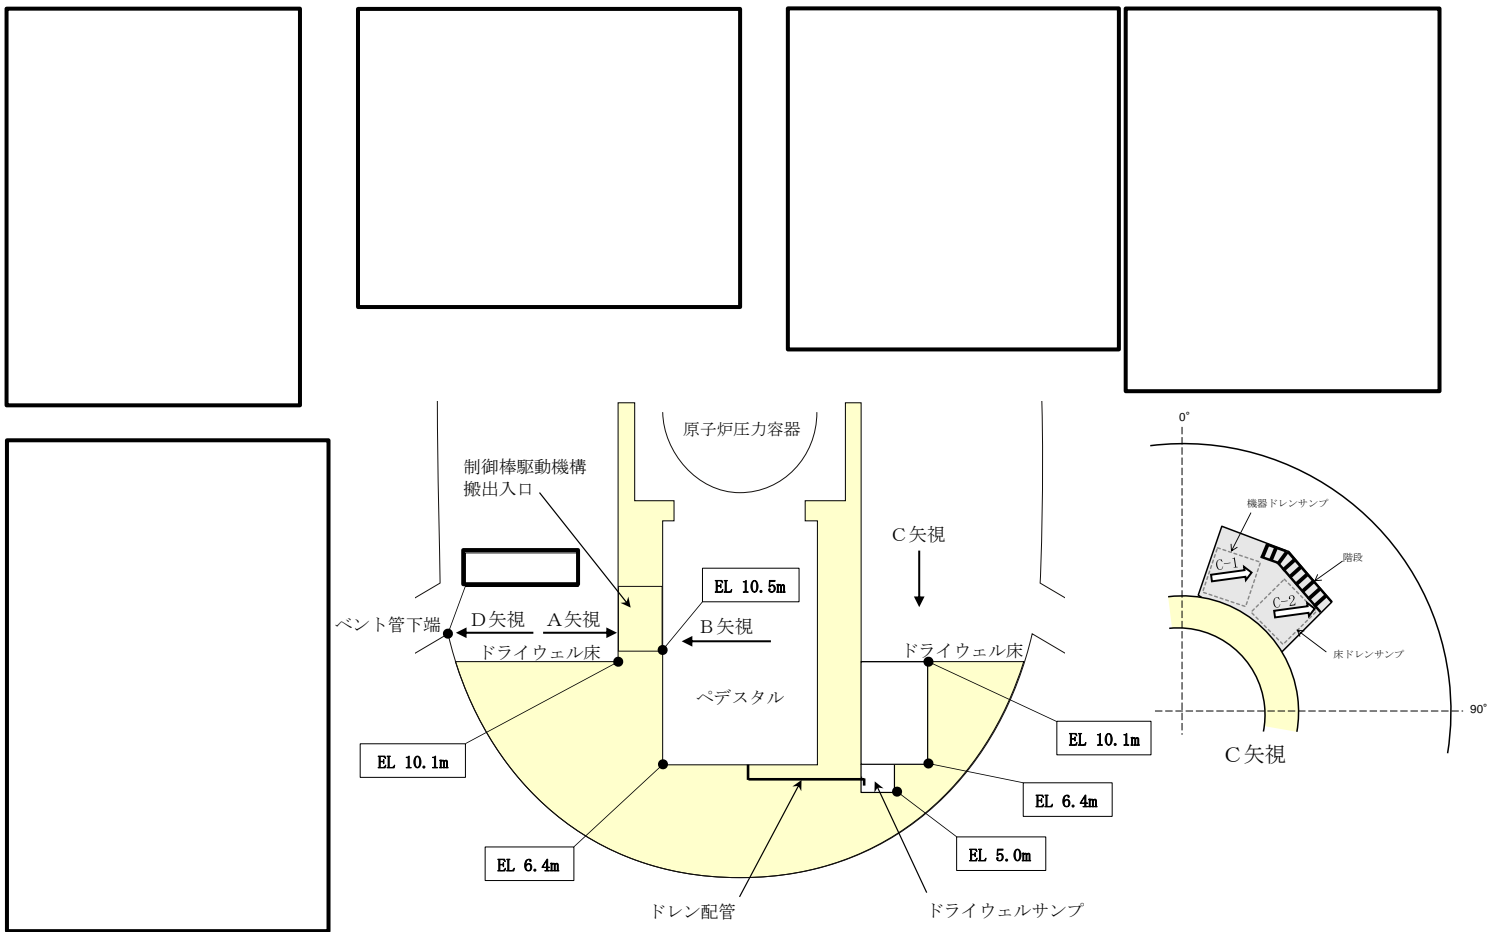 原子炉圧力容器
制御棒駆動機構
搬出入口
C矢視
EL 10.5m
ベント管下端
D矢視
A矢視
B矢視
ドライウェル床
ドライウェル床
ペデスタル
EL 10.1m
EL 10.1m
EL 6.4m
EL 6.4m
EL 5.0m
ドレン配管
ドライウェルサンプ
0°
機器ドレンサンプ
階段
C-1
C-2
床ドレンサンプ
90°
C矢視